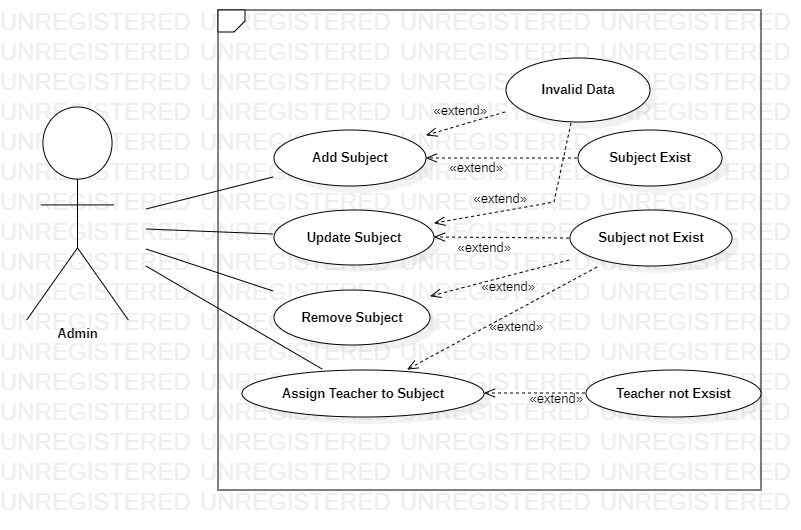 UNREGISTERED UNREGISTERED UNREGISTERED UNREGISTERED
Invalid Data
«extend»
Add Subject
Subject Exist
«extend»
«extend»
Update Subject
Subject not Exist
«extend»
«extend»
Remove Subject
«extend»
Admin
Assign Teacher to Subject
Teacher not Exsist
«extend»